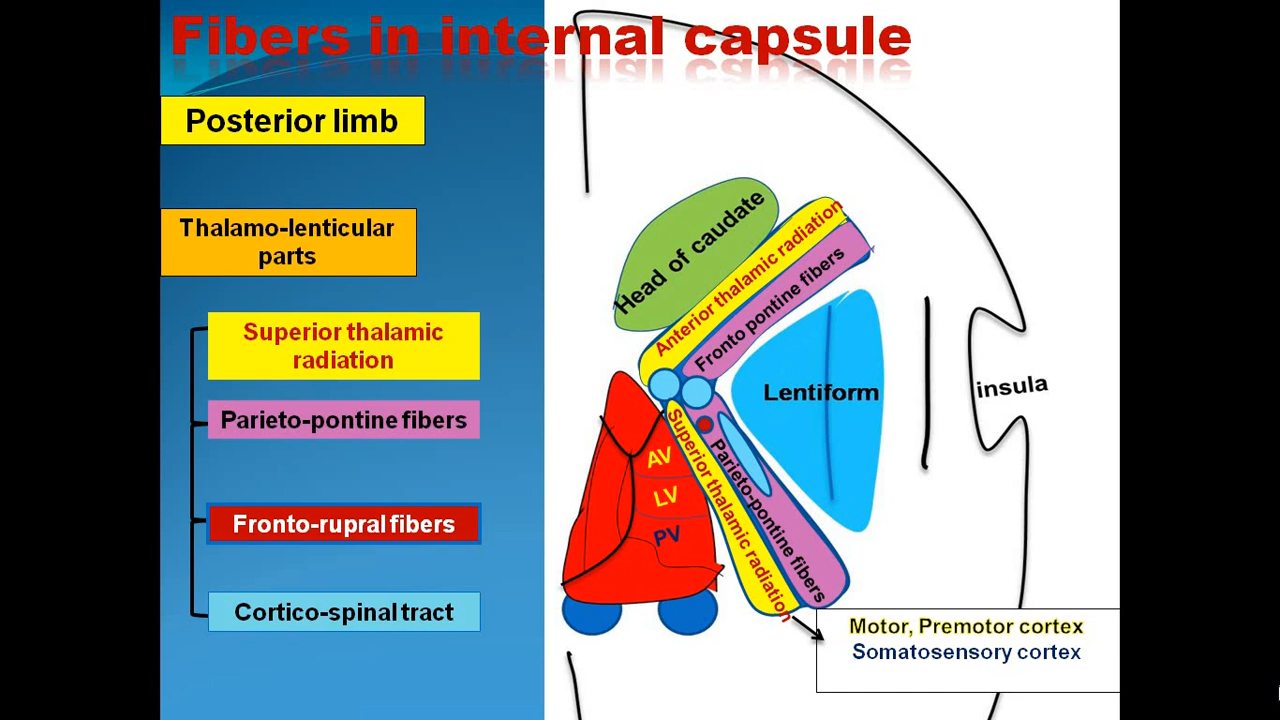 Fibers in internal capsule
Posterior limb
Thalamo-lenticular
parts
Superior thalamic
radiation
Parieto-pontine fibers
Fronto-rupral fibers
Cortico-spinal tract
Head of caudate
Anterior thalamic radiation
Fronto pontine fibers
Lentiform
insula
AV
LV
PV
Superior thalamic radiation
Parieto-pontine fibers
Motor, Premotor cortex
Somatosensory cortex